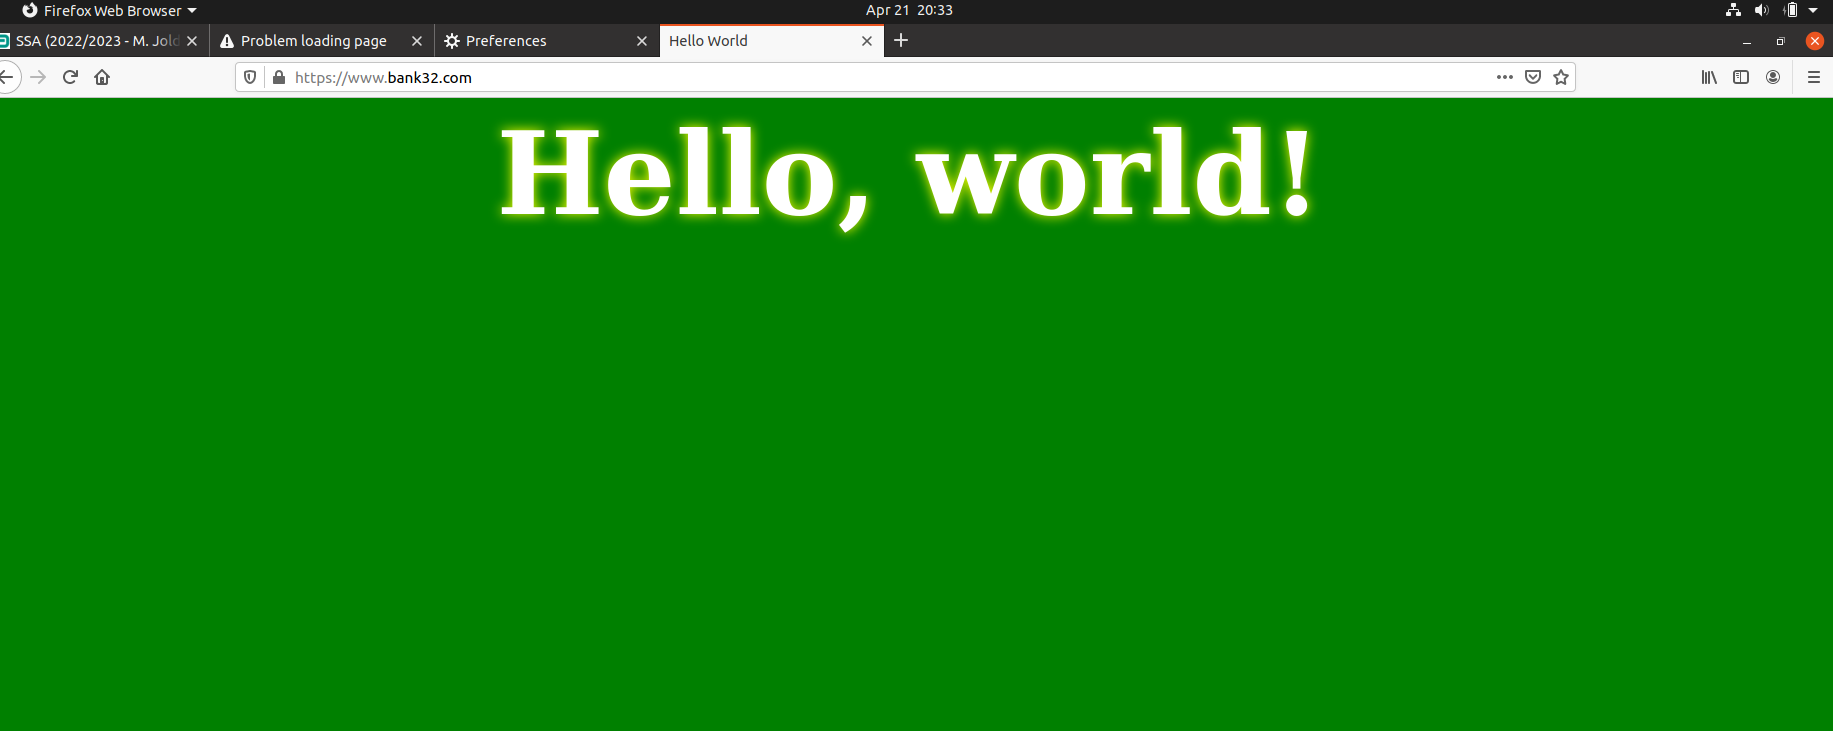 Firefox Web Browser
Apr 21 20:33
SSA (2022/2023 - M. Jold
Problem loading page
Preferences
Hello World
https://www.bank32.com
Hello, world!